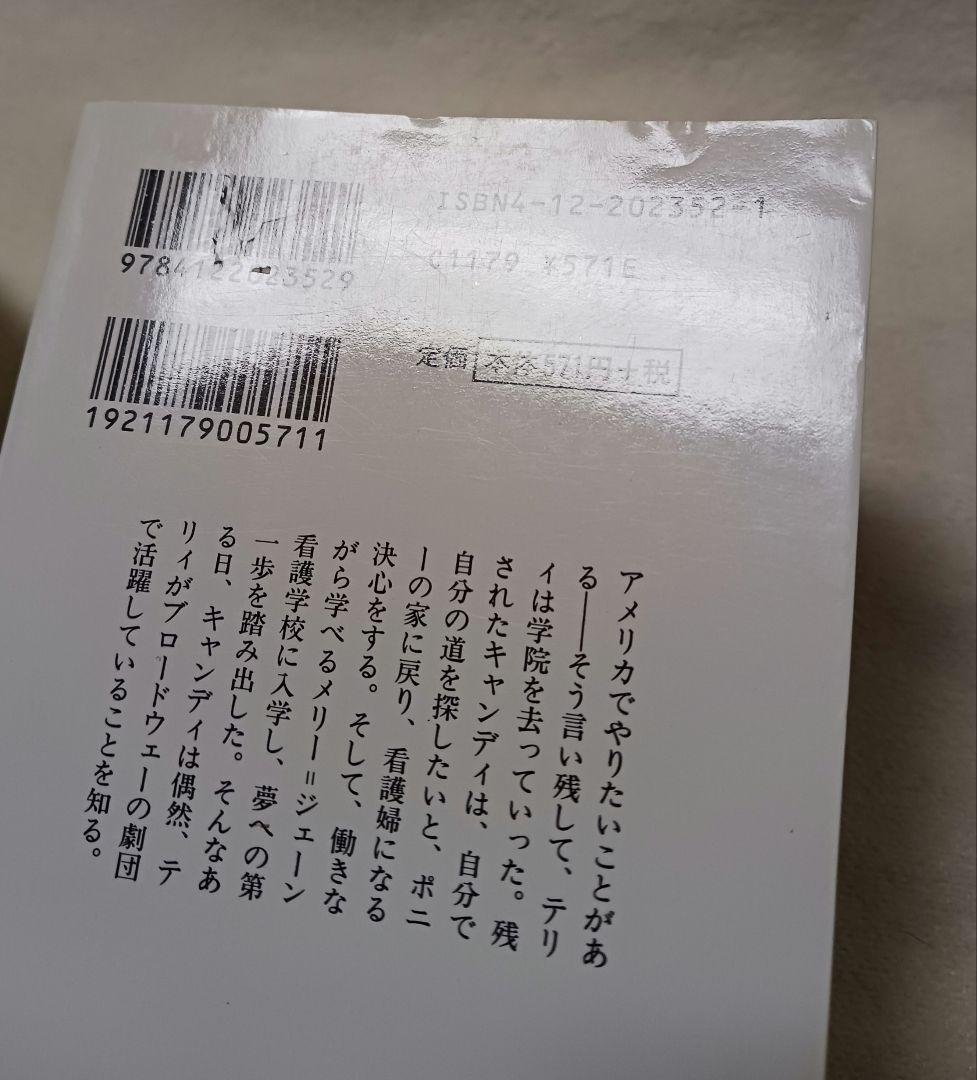 ISBN4-12-202352-1
9784122023529
C1179 ¥571E
定価 本体571円+税
1921179005711
アメリカでやりたいことがあ
る――そう言い残して、テリ
ィは学院を去っていった。残
されたキャンディは、自分で
自分の道を探したいと、ポニ
ーの家に戻り、看護婦になる
決心をする。そして、働きな
がら学べるメリー＝ジェーン
看護学校に入学し、夢への第
一歩を踏み出した。そんなあ
る日、キャンディは偶然、テ
リィがブロードウェーの劇団
で活躍していることを知る。